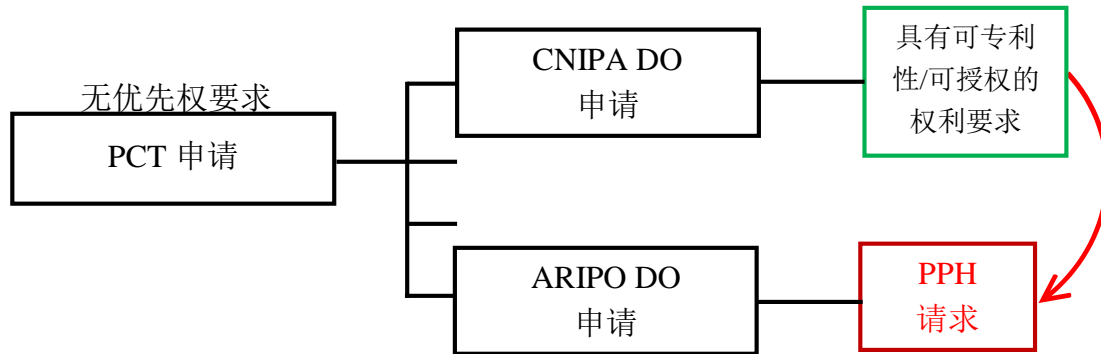 无优先权要求
PCT 申请
CNIPA DO
申请
具有可专利
性/可授权的
权利要求
ARIPO DO
申请
PPH
请求